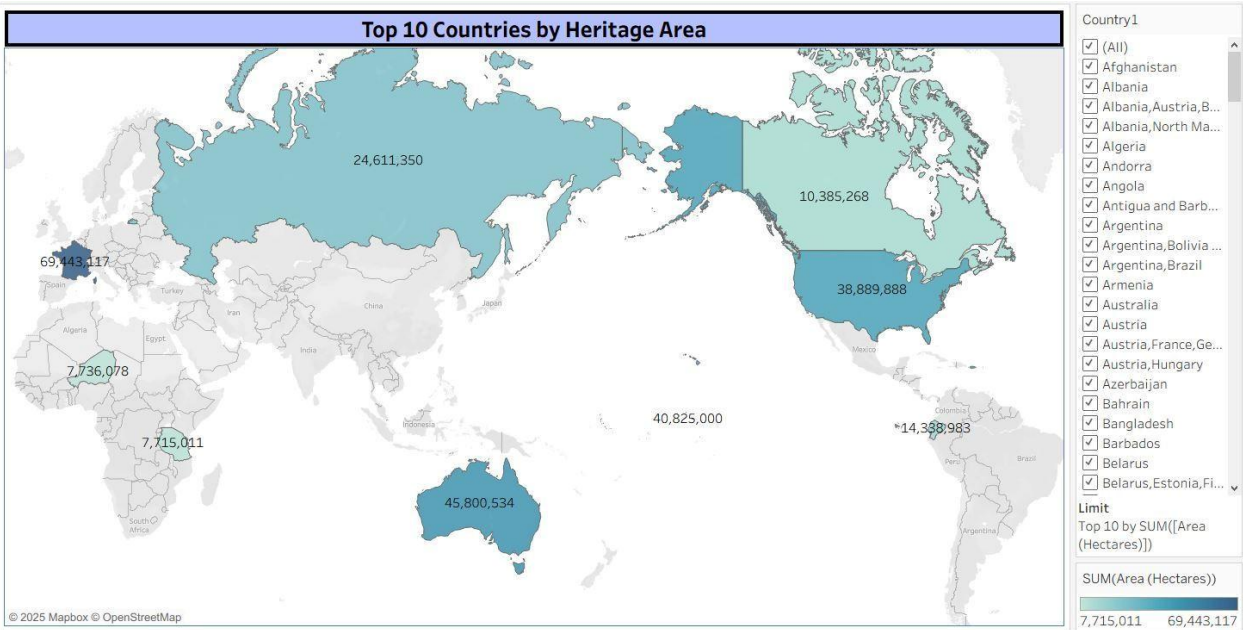 Top 10 Countries by Heritage Area
24,611,350
10,385,268
69,443,117
38,889,888
Spain
Turkey
China
Japan
Iran
Algeria
Egypt
India
Mexico
7,736,078
40,825,000
Colombia
14,338,983
Indonesia
7,715,011
Peru
Brazil
45,800,534
South
Africa
Argentina
© 2025 Mapbox © OpenStreetMap
Country1
(All)
Afghanistan
Albania
Albania,Austria,B...
Albania,North Ma...
Algeria
Andorra
Angola
Antigua and Barb...
Argentina
Argentina,Bolivia ...
Argentina,Brazil
Armenia
Australia
Austria
Austria,France,Ge...
Austria,Hungary
Azerbaijan
Bahrain
Bangladesh
Barbados
Belarus
Belarus,Estonia,Fi...
Limit
Top 10 by SUM([Area
(Hectares)])
SUM(Area (Hectares))
7,715,011 69,443,117